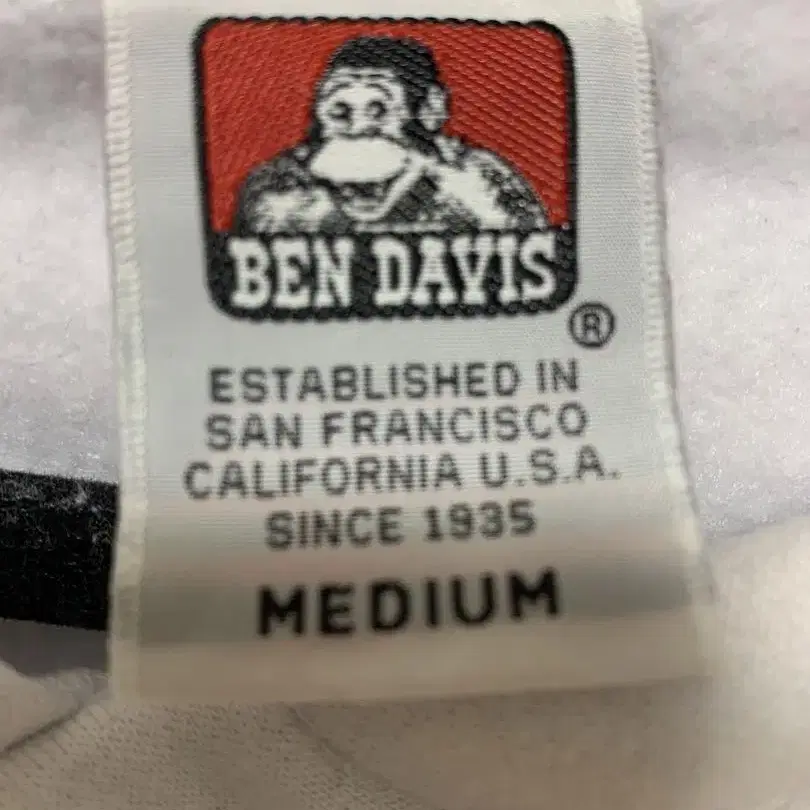 BEN DAVIS
®
ESTABLISHED IN
SAN FRANCISCO
CALIFORNIA U.S.A.
SINCE 1935
MEDIUM